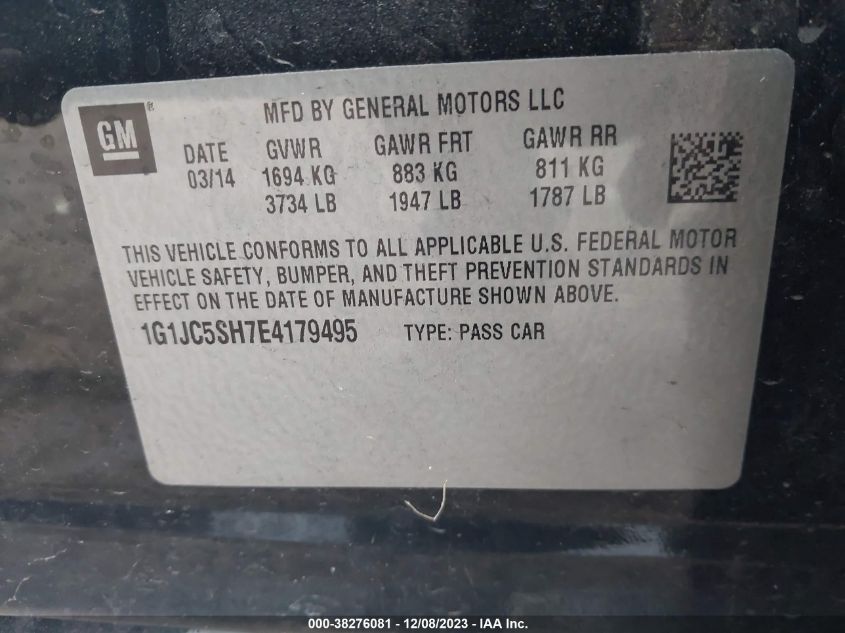 MFD BY GENERAL MOTORS LLC
GM®
DATE GVWR GAWR FRT GAWR RR
03/14 1694 KG 883 KG 811 KG
3734 LB 1947 LB 1787 LB
THIS VEHICLE CONFORMS TO ALL APPLICABLE U.S. FEDERAL MOTOR
VEHICLE SAFETY, BUMPER, AND THEFT PREVENTION STANDARDS IN
EFFECT ON THE DATE OF MANUFACTURE SHOWN ABOVE.
1G1JC5SH7E4179495 TYPE: PASS CAR
000-38276081 - 12/08/2023 - IAA Inc.